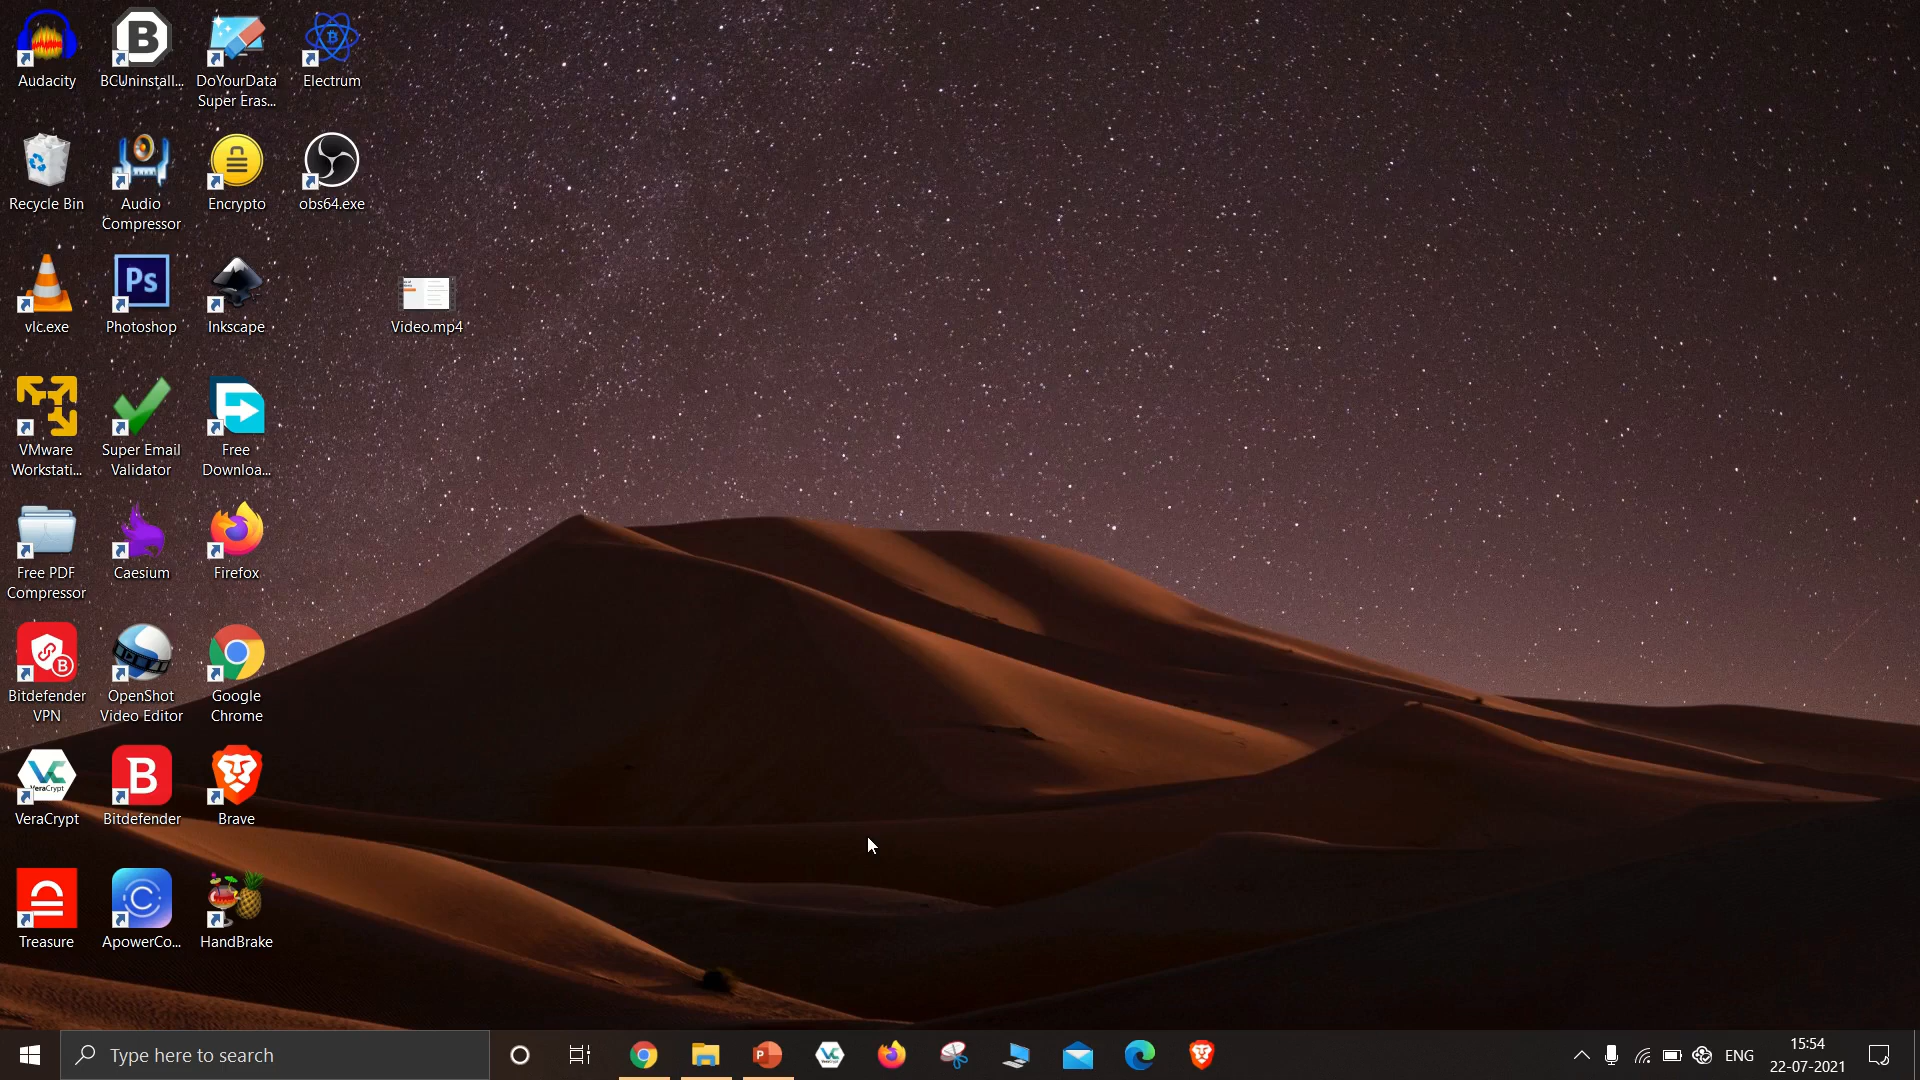 Audacity
BCUninstall...
DoYourData
Super Eras...
Electrum
Recycle Bin
Audio
Compressor
Encrypto
obs64.exe
vlc.exe
Ps
Photoshop
Inkscape
Video.mp4
VMware
Workstati...
Super Email
Validator
Free
Downloa...
Free PDF
Compressor
Caesium
Firefox
Bitdefender
VPN
OpenShot
Video Editor
Google
Chrome
VeraCrypt
VeraCrypt
B
Bitdefender
Brave
Treasure
ApowerCo...
HandBrake
Type here to search
ENG
15:54
22-07-2021